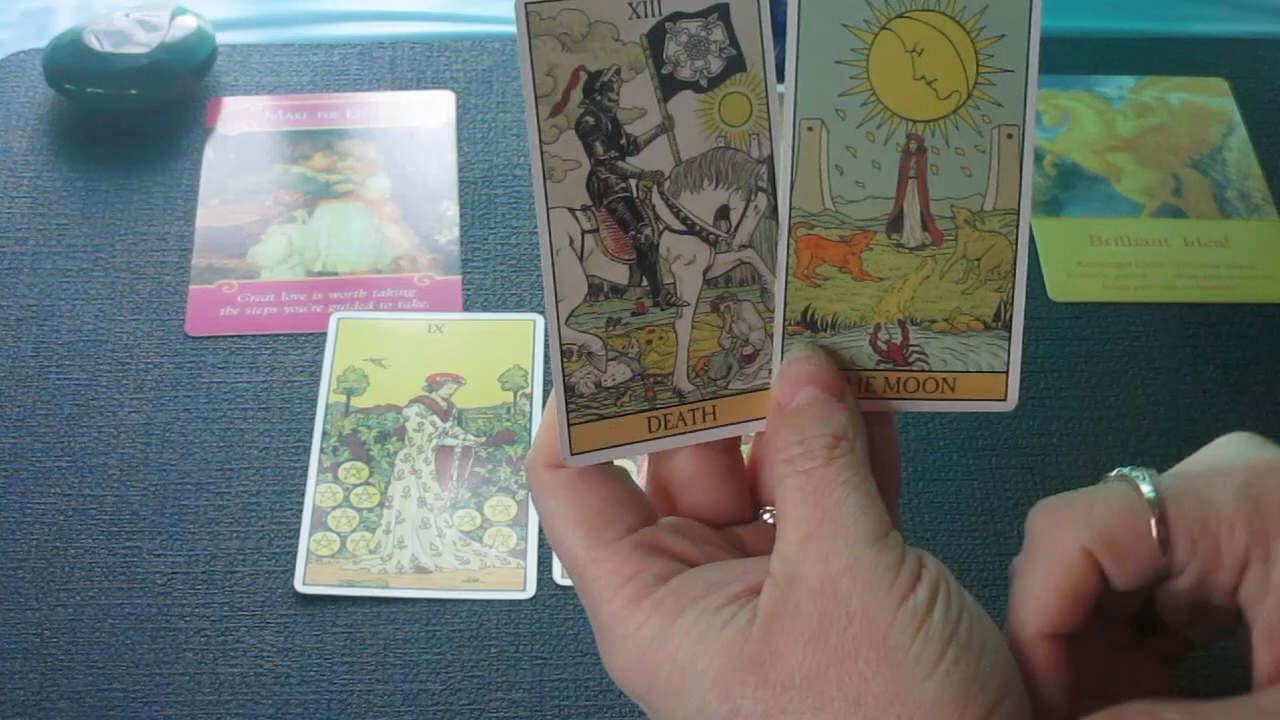 XIII
MAKE THE
Great love is worth taking
the steps you're guided to take.
IX
DEATH
THE MOON
Brilliant Idea!